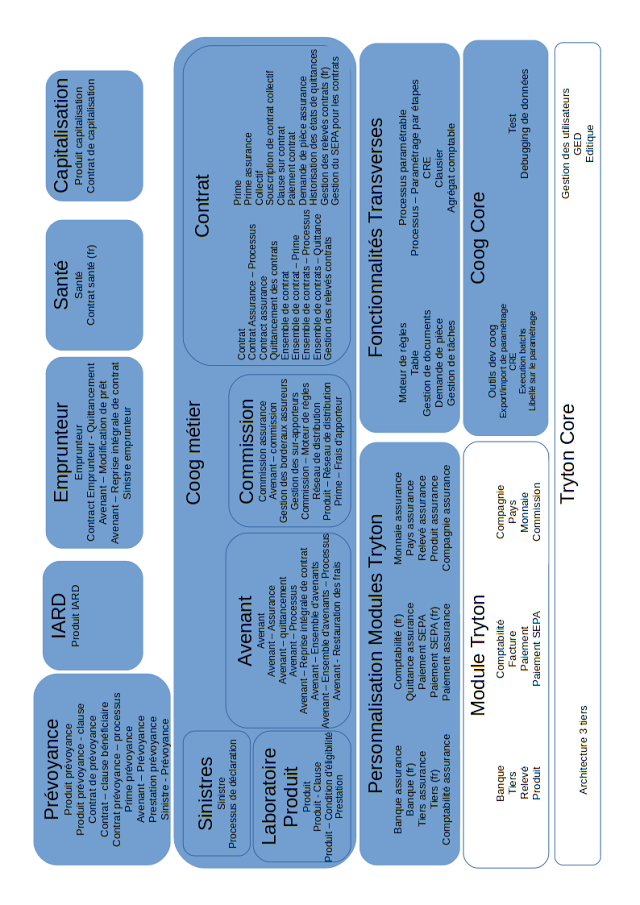 Prévoyance
Produit prévoyance
Produit prévoyance - clause
Contrat de prévoyance
Contrat – clause bénéficiaire
Contrat prévoyance – processus
Prime prévoyance
Avenant – Prévoyance
Prestation prévoyance
Sinistre - Prévoyance
IARD
Produit IARD
Emprunteur
Emprunteur
Contract Emprunteur - Quittancement
Avenant – Modification de prêt
Avenant – Reprise intégrale de contrat
Sinistre emprunteur
Santé
Santé
Contrat santé (fr)
Capitalisation
Produit capitalisation
Contrat de capitalisation
Coog métier
Sinistres
Sinistre
Processus de déclaration
Laboratoire
Produit
Produit
Produit - Clause
Produit – Condition d'éligibilité
Prestation
Avenant
Avenant
Avenant – Assurance
Avenant – quittancement
Avenant – Processus
Avenant – Reprise intégrale de contrat
Avenant – Ensemble d'avenants
Avenant – Ensemble d'avenants – Processus
Avenant - Restauration des frais
Commission
Commission assurance
Avenant – commission
Gestion des borderaux assureurs
Gestion des sur-apporteurs
Commission – Moteur de règles
Réseau de distribution
Produit – Réseau de distribution
Prime – Frais d'apporteur
Contrat
Contrat
Contrat Assurance – Processus
Contract assurance
Quittancement des contrats
Ensemble de contrat
Ensemble de contrat – Prime
Ensemble de contrats – Processus
Ensemble de contrats – Quittance
Gestion des relevés contrats
Prime
Prime assurance
Collectif
Souscription de contrat collectif
Clause sur contrat
Paiement contrat
Demande de pièce assurance
Historisation des états de quittances
Gestion des relevés contrats (fr)
Gestion du SEPA pour les contrats
Personnalisation Modules Tryton
Banque assurance
Banque (fr)
Tiers assurance
Tiers (fr)
Comptabilité assurance
Comptabilité (fr)
Quittance assurance
Paiement SEPA
Paiement SEPA (fr)
Paiement assurance
Monnaie assurance
Pays assurance
Relevé assurance
Produit assurance
Compagnie assurance
Fonctionnalités Transverses
Moteur de règles
Table
Gestion de documents
Demande de pièce
Gestion de tâches
Processus paramétrable
Processus – Paramétrage par étapes
CRE
Clausier
Agrégat comptable
Module Tryton
Banque
Tiers
Relevé
Produit
Comptabilité
Facture
Paiement
Paiement SEPA
Compagnie
Pays
Monnaie
Commission
Coog Core
Outils dev coog
Export/import de paramétrage
CRE
Execution batchs
Libellé sur le paramétrage
Test
Debugging de données
Tryton Core
Architecture 3 tiers
Gestion des utilisateurs
GED
Editique